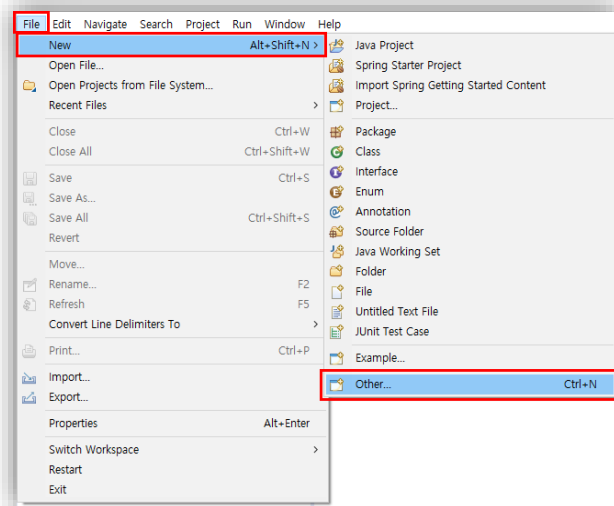 File Edit Navigate Search Project Run Window Help
New Alt+Shift+N >
Open File...
Open Projects from File System...
Recent Files >
Close Ctrl+W
Close All Ctrl+Shift+W
Save Ctrl+S
Save As...
Save All Ctrl+Shift+S
Revert
Move...
Rename... F2
Refresh F5
Convert Line Delimiters To >
Print... Ctrl+P
Import...
Export...
Properties Alt+Enter
Switch Workspace >
Restart
Exit
Java Project
Spring Starter Project
Import Spring Getting Started Content
Project...
Package
Class
Interface
Enum
Annotation
Source Folder
Java Working Set
Folder
File
Untitled Text File
JUnit Test Case
Example...
Other... Ctrl+N